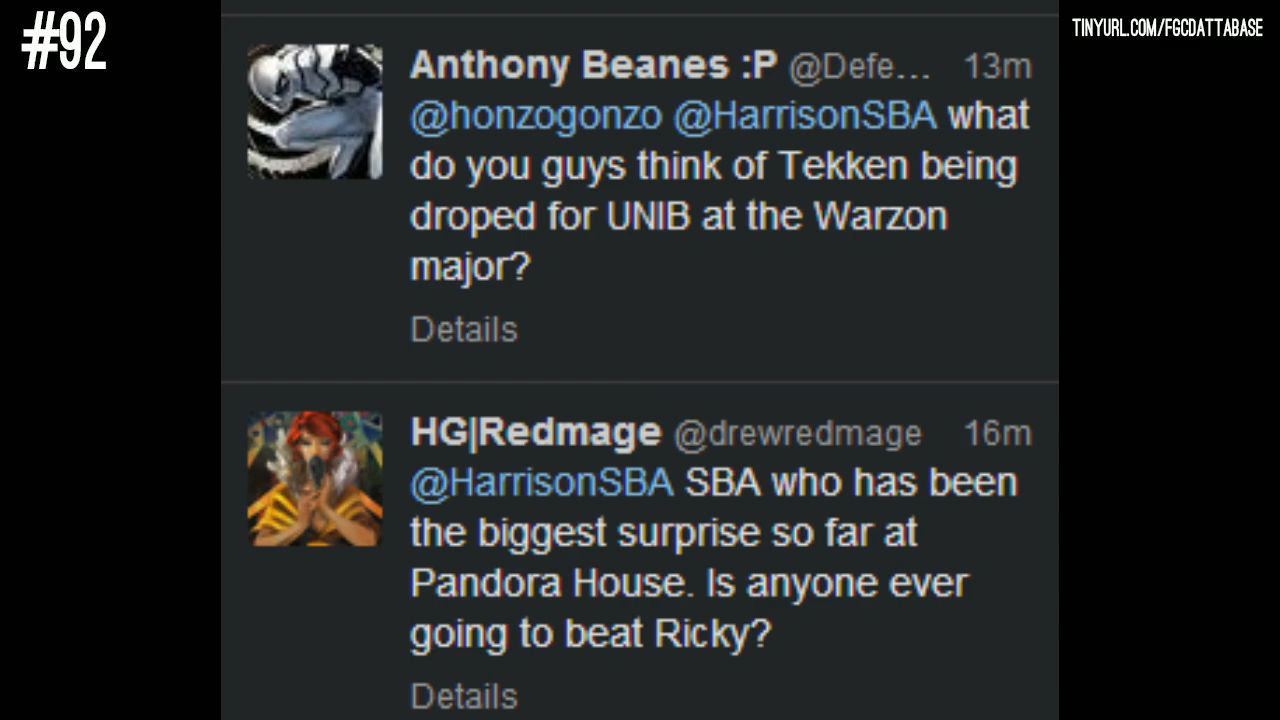 #92
TINYURL.COM/FGCDATTABASE
Anthony Beanes :P @Defe... 13m
@honzogonzo @HarrisonSBA what
do you guys think of Tekken being
droped for UNIB at the Warzon
major?
Details
HG|Redmage @drewredmage 16m
@HarrisonSBA SBA who has been
the biggest surprise so far at
Pandora House. Is anyone ever
going to beat Ricky?
Details